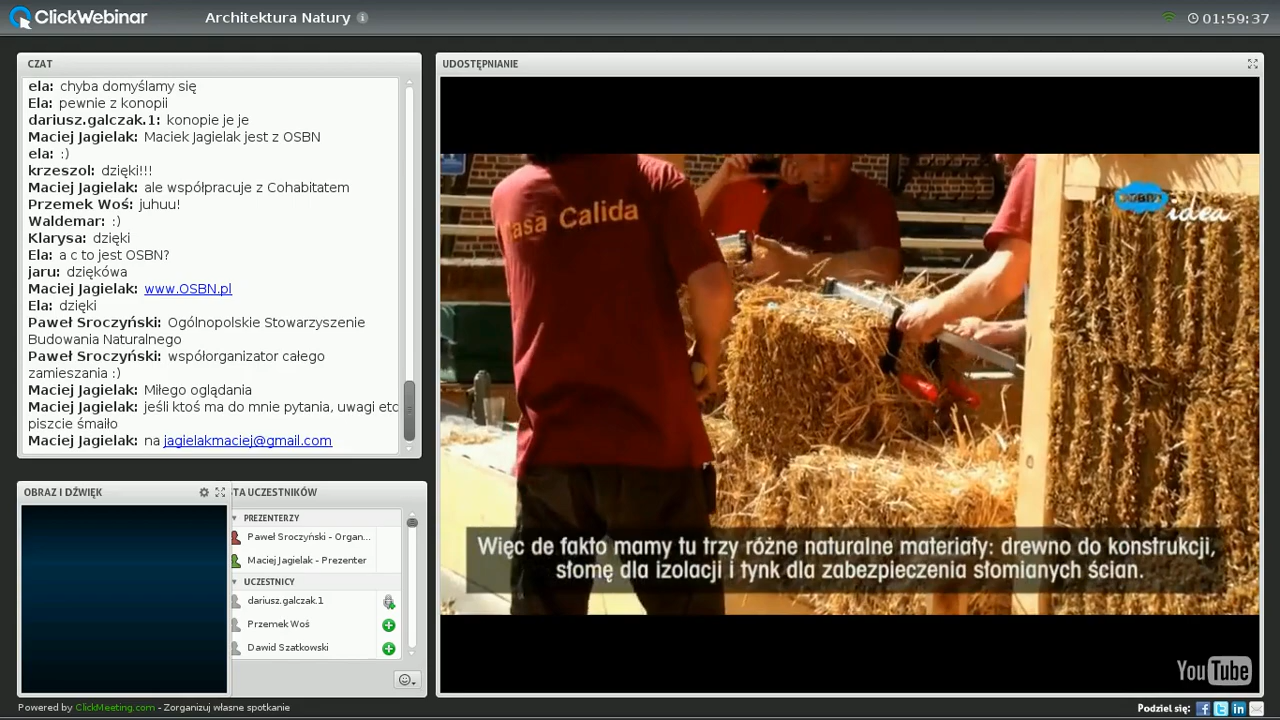 ClickWebinar
Architektura Natury
01:59:37
CZAT
ela: chyba domyślamy się
Ela: pewnie z konopii
dariusz.galczak.1: konopie je je
Maciej Jagielak: Maciek Jagielak jest z OSBN
ela: :)
krzeszol: dzięki!!!
Maciej Jagielak: ale współpracuje z Cohabitatem
Przemek Woś: juhuu!
Waldemar: :)
Klarysa: dzięki
Ela: a c to jest OSBN?
jaru: dziękówa
Maciej Jagielak: www.OSBN.pl
Ela: dzięki
Paweł Sroczyński: Ogólnopolskie Stowarzyszenie
Budowania Naturalnego
Paweł Sroczyński: współorganizator całego
zamieszania :)
Maciej Jagielak: Miłego oglądania
Maciej Jagielak: jeśli ktoś ma do mnie pytania, uwagi etc
piszcie śmiało
Maciej Jagielak: na jagielakmaciej@gmail.com
OBRAZ I DŹWIĘK
TA UCZESTNIKÓW
PREZENTERZY
Paweł Sroczyński - Organ...
Maciej Jagielak - Prezenter
UCZESTNICY
dariusz.galczak.1
Przemek Woś
Dawid Szatkowski
UDOSTĘPNIANIE
asa Calida
idea
Więc de fakto mamy tu trzy różne naturalne materiały: drewno do konstrukcji,
słomę dla izolacji i tynk dla zabezpieczenia słomianych ścian.
YouTube
Powered by ClickMeeting.com - Zorganizuj własne spotkanie
Podziel się: